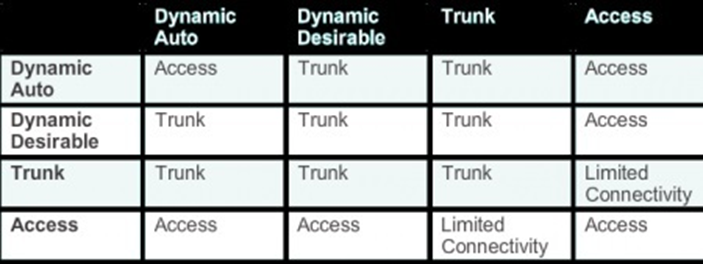 Dynamic Auto Dynamic Desirable Trunk Access
Dynamic Auto Access Trunk Trunk Access
Dynamic Desirable Trunk Trunk Trunk Access
Trunk Trunk Trunk Trunk Limited Connectivity
Access Access Access Limited Connectivity Access